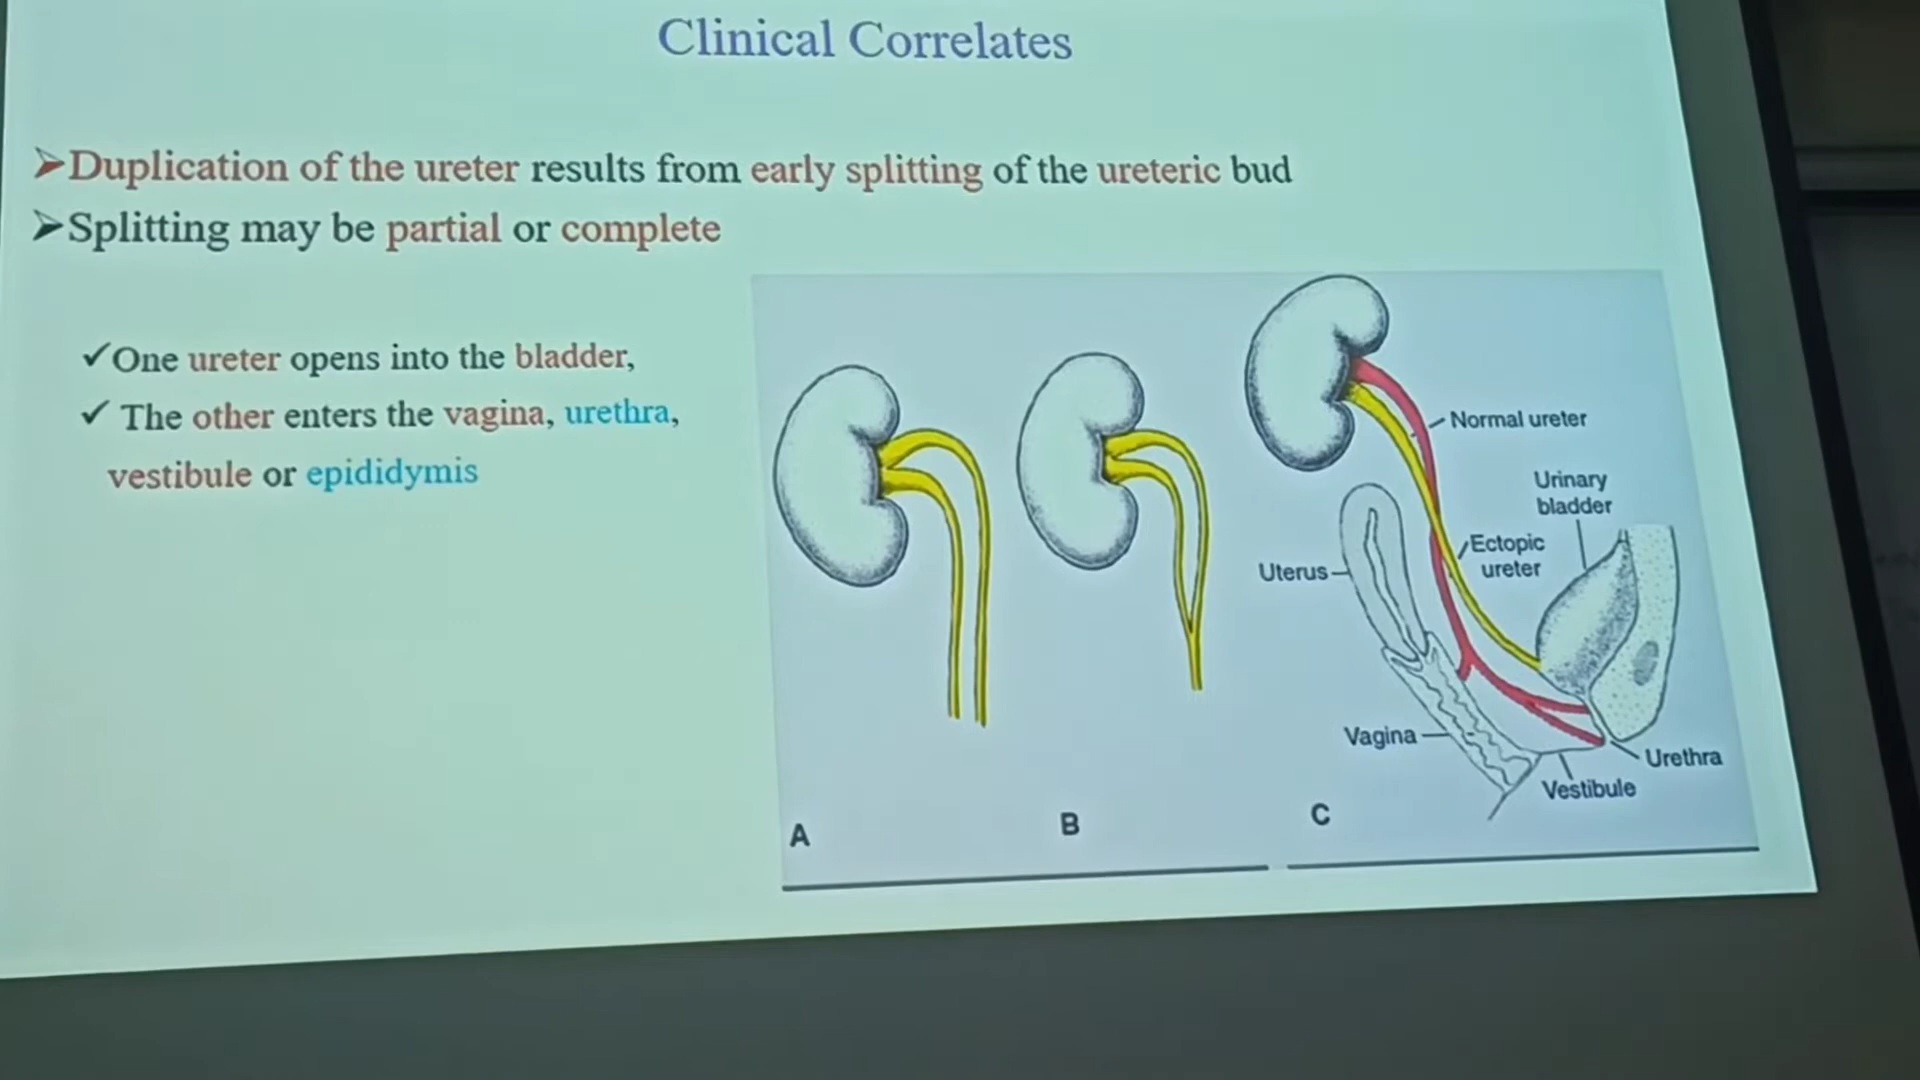 Clinical Correlates
➢Duplication of the ureter results from early splitting of the ureteric bud
➢Splitting may be partial or complete
✓One ureter opens into the bladder,
✓ The other enters the vagina, urethra,
vestibule or epididymis
Normal ureter
Urinary
bladder
Ectopic
ureter
Uterus
Vagina
Urethra
Vestibule
A
B
C